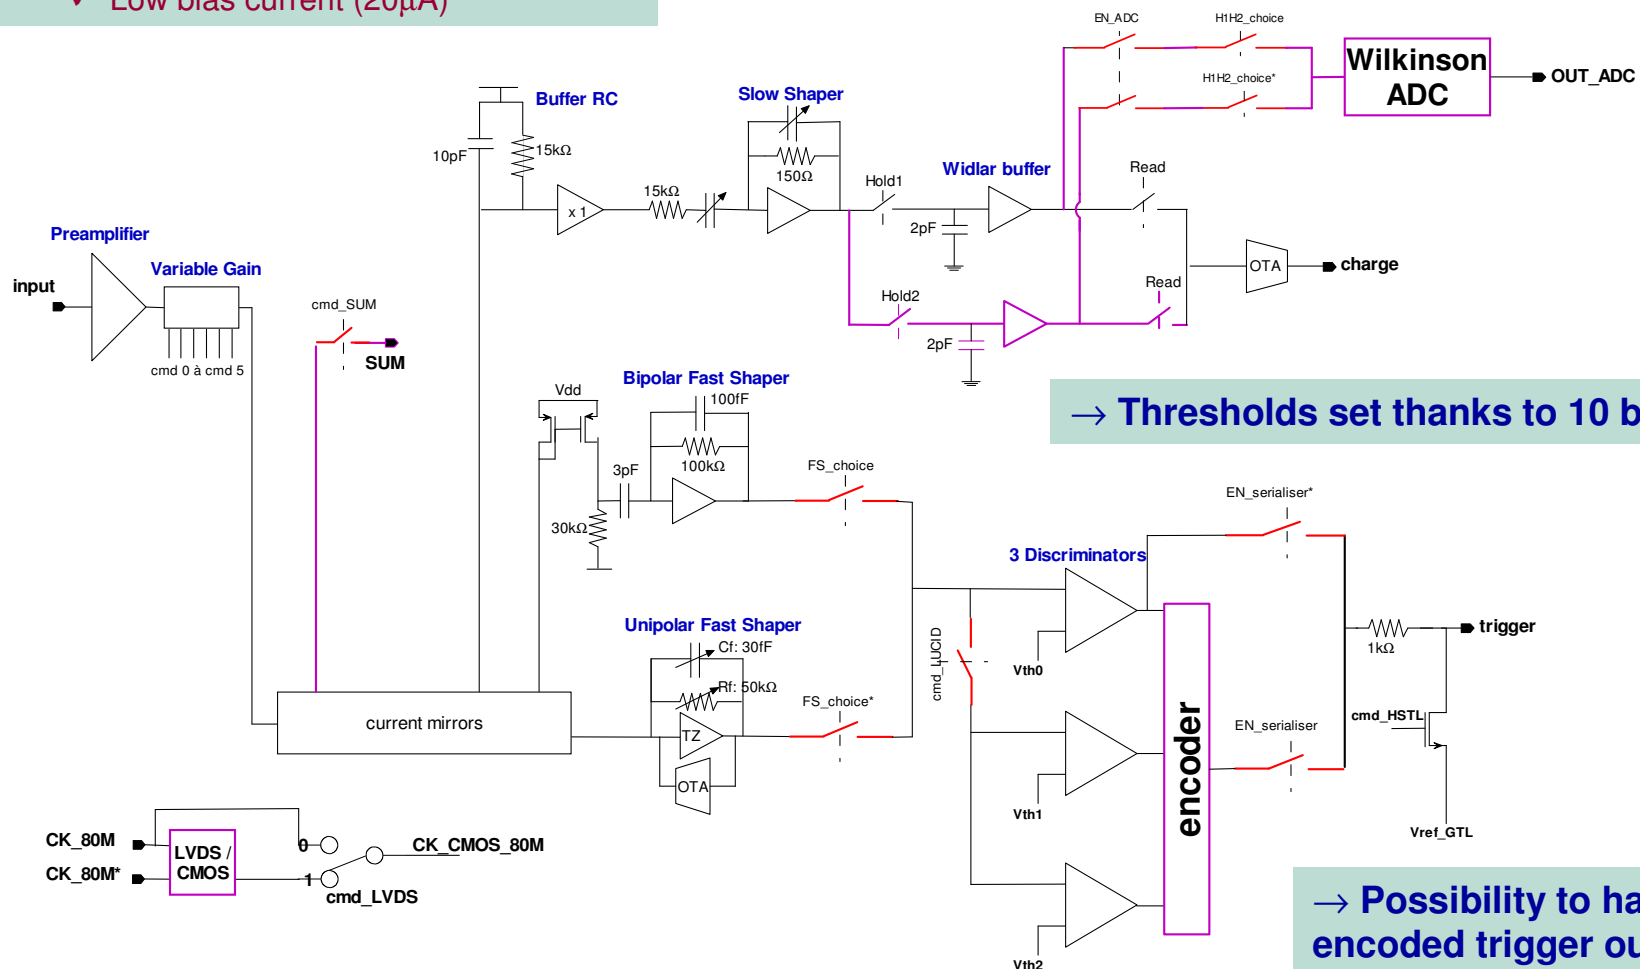 ✓ Low bias current (20µA)
EN_ADC
H1H2_choice
Wilkinson
ADC
OUT_ADC
H1H2_choice*
Buffer RC
Slow Shaper
10pF
15kΩ
150Ω
15kΩ
x 1
Hold1
Widlar buffer
Read
2pF
Preamplifier
Variable Gain
input
cmd 0 à cmd 5
cmd_SUM
SUM
Hold2
2pF
Read
OTA
charge
→ Thresholds set thanks to 10 b
Bipolar Fast Shaper
Vdd
100fF
100kΩ
3pF
30kΩ
FS_choice
EN_serialiser*
3 Discriminators
Unipolar Fast Shaper
Cf: 30fF
Rf: 50kΩ
TZ
OTA
FS_choice*
cmd_LUCID
Vth0
Vth1
Vth2
encoder
1kΩ
trigger
cmd_HSTL
EN_serialiser
Vref_GTL
current mirrors
CK_80M
CK_80M*
LVDS /
CMOS
0
1
CK_CMOS_80M
cmd_LVDS
→ Possibility to ha
encoded trigger ou